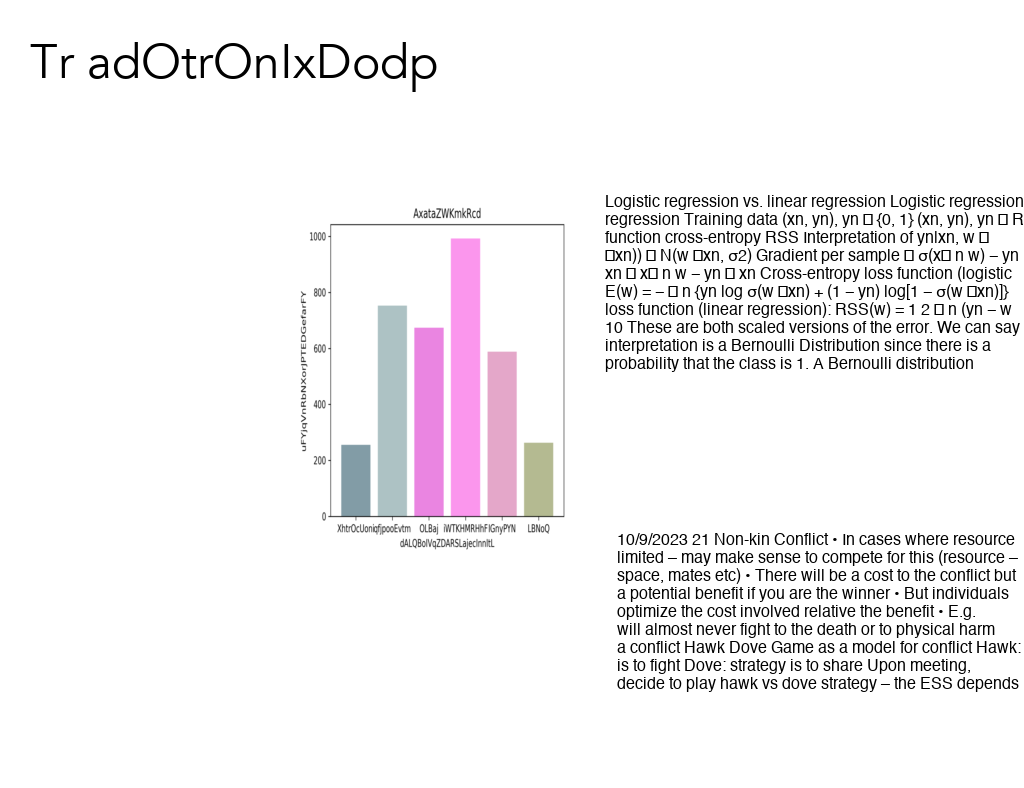 Tr adOtrOnIxDodp
AxataZWKmkRcd
1000
800
600
400
200
0
uFYjqVnRbNXorJPTEDGefarFY
XhtrOcUoniqfjpooEvtm OLBaj iWTKHMRHhFIGnyPYN LBNoQ
dALQBolVqZDARSLajecInnItL
Logistic regression vs. linear regression Logistic regression
regression Training data (xn, yn), yn □ {0, 1} (xn, yn), yn □ R
function cross-entropy RSS Interpretation of yn|xn, w □
□xn)) □ N(w □xn, σ2) Gradient per sample □ σ(x□ n w) – yn
xn □ x□ n w – yn □ xn Cross-entropy loss function (logistic
E(w) = – □ n {yn log σ(w □xn) + (1 – yn) log[1 – σ(w □xn)]}
loss function (linear regression): RSS(w) = 1 2 □ n (yn – w
10 These are both scaled versions of the error. We can say
interpretation is a Bernoulli Distribution since there is a
probability that the class is 1. A Bernoulli distribution
10/9/2023 21 Non-kin Conflict • In cases where resource
limited – may make sense to compete for this (resource –
space, mates etc) • There will be a cost to the conflict but
a potential benefit if you are the winner • But individuals
optimize the cost involved relative the benefit • E.g.
will almost never fight to the death or to physical harm
a conflict Hawk Dove Game as a model for conflict Hawk:
is to fight Dove: strategy is to share Upon meeting,
decide to play hawk vs dove strategy – the ESS depends